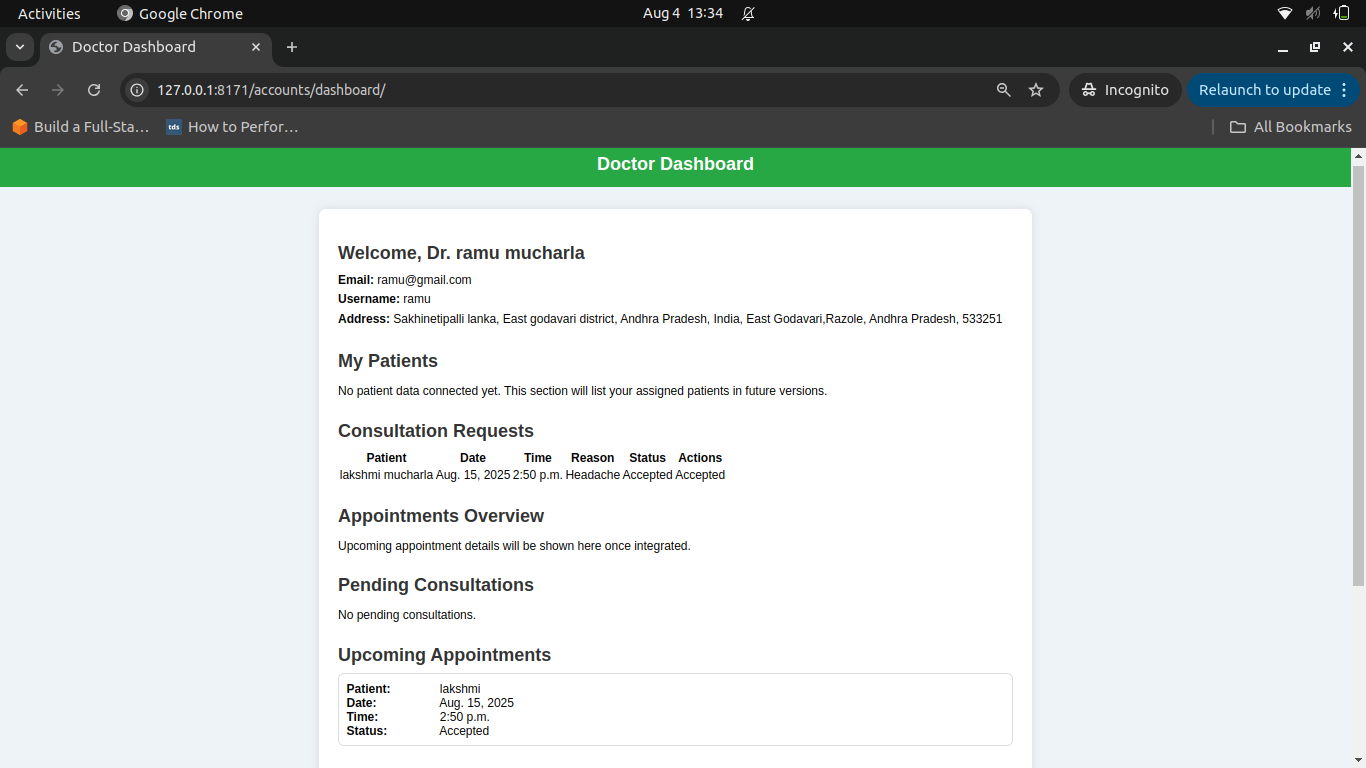 Activities Google Chrome Aug 4 13:34
Doctor Dashboard
127.0.0.1:8171/accounts/dashboard/ Incognito Relaunch to update
Build a Full-Sta... tds How to Perfor... All Bookmarks
Doctor Dashboard
Welcome, Dr. ramu mucharla
Email: ramu@gmail.com
Username: ramu
Address: Sakhinetipalli lanka, East godavari district, Andhra Pradesh, India, East Godavari,Razole, Andhra Pradesh, 533251
My Patients
No patient data connected yet. This section will list your assigned patients in future versions.
Consultation Requests
Patient Date Time Reason Status Actions
lakshmi mucharla Aug. 15, 2025 2:50 p.m. Headache Accepted Accepted
Appointments Overview
Upcoming appointment details will be shown here once integrated.
Pending Consultations
No pending consultations.
Upcoming Appointments
Patient: lakshmi
Date: Aug. 15, 2025
Time: 2:50 p.m.
Status: Accepted